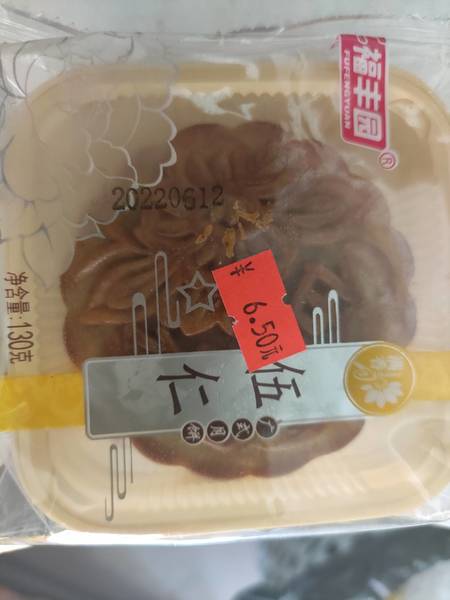 福丰园®
FUFENGYUAN
20220612
¥ 6.50元
净含量:130克
伍仁
广式月饼